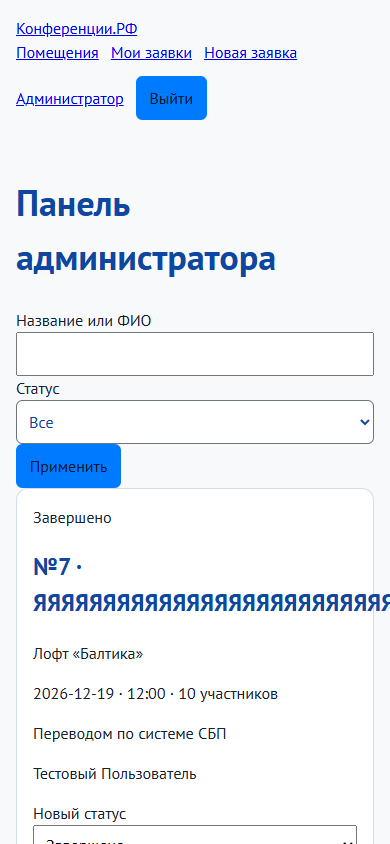 Конференции.РФ
Помещения Мои заявки Новая заявка
Администратор Выйти
Панель
администратора
Название или ФИО
Статус
Все
Применить
Завершено
№7 ·
ЯЯЯЯЯЯЯЯЯЯЯЯЯЯЯЯЯЯЯЯЯЯЯЯЯЯ
Лофт «Балтика»
2026-12-19 · 12:00 · 10 участников
Переводом по системе СБП
Тестовый Пользователь
Новый статус
Завершено